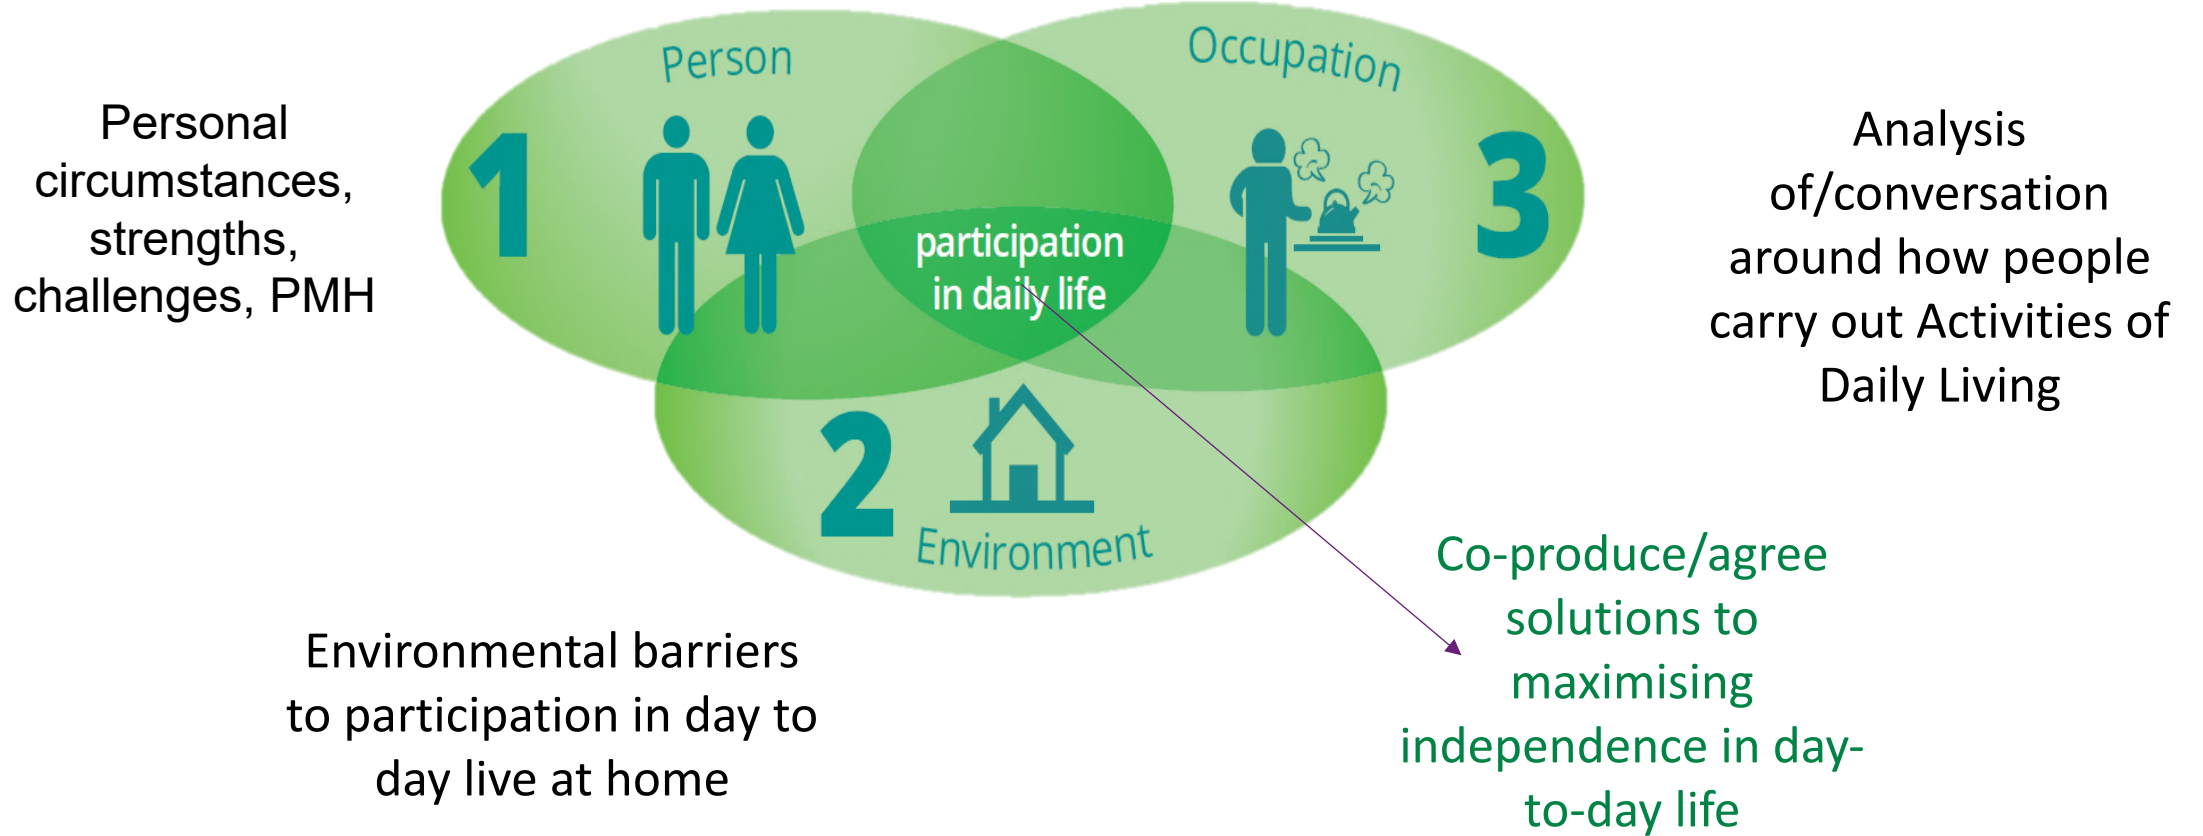 Person
Occupation
Personal
circumstances,
strengths,
challenges, PMH
1
3
Analysis
of/conversation
around how people
carry out Activities of
Daily Living
participation
in daily life
2
Environment
Environmental barriers
to participation in day to
day live at home
Co-produce/agree
solutions to
maximising
independence in day-
to-day life